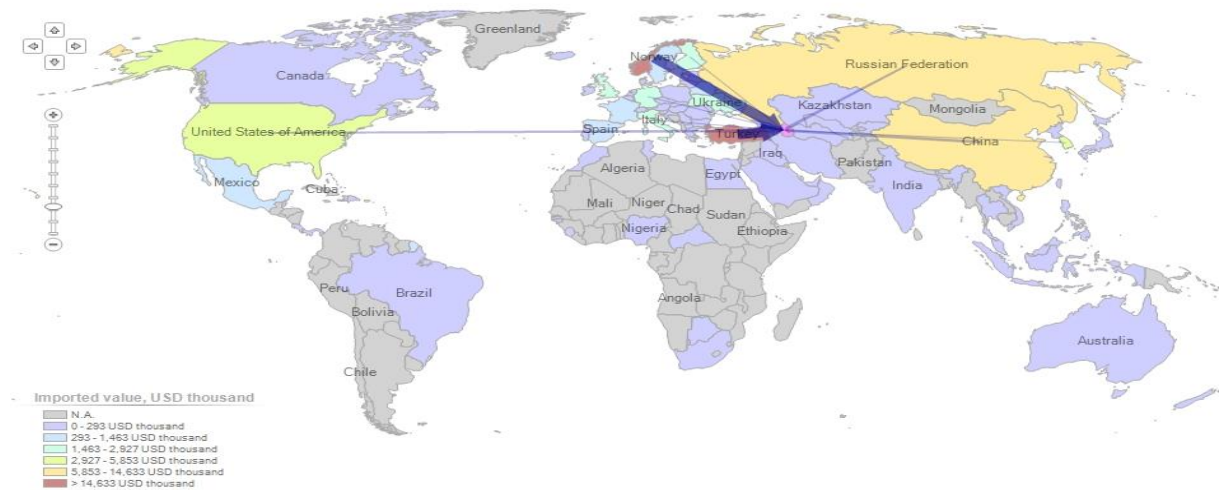 Greenland
Norway
Russian Federation
Canada
Ukraine
Kazakhstan
Mongolia
United States of America
Spain
Italy
Turkey
China
Iraq
Pakistan
Algeria
Egypt
India
Mexico
Cuba
Mali
Niger
Chad
Sudan
Nigeria
Ethiopia
Peru
Brazil
Angola
Bolivia
Australia
Chile
Imported value, USD thousand
N.A.
0 - 293 USD thousand
293 - 1,463 USD thousand
1,463 - 2,927 USD thousand
2,927 - 5,853 USD thousand
5,853 - 14,633 USD thousand
> 14,633 USD thousand